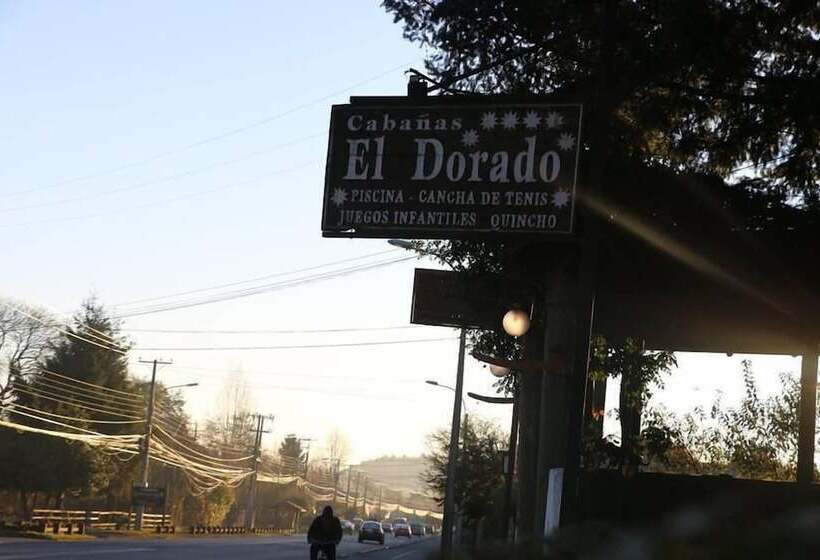 Cabañas
El Dorado
PISCINA - CANCHA DE TENIS
JUEGOS INFANTILES QUINCHO